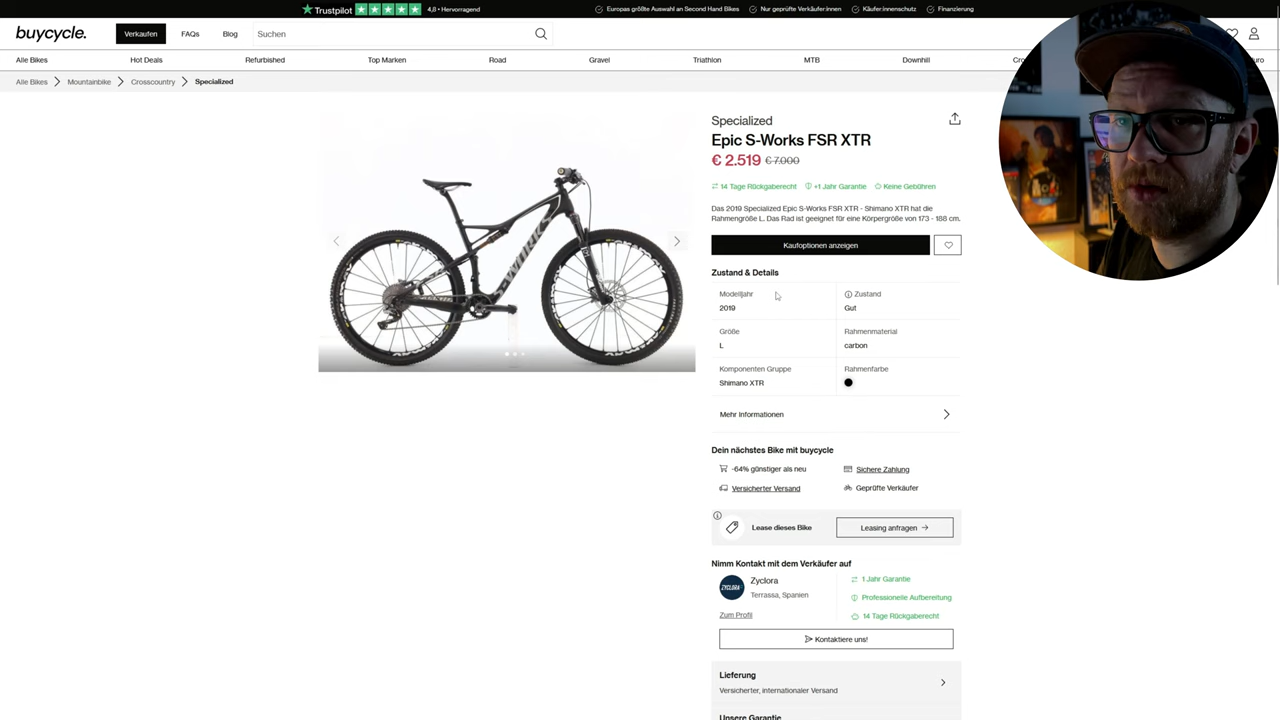 Trustpilot 4,8 • Hervorragend
Europas größte Auswahl an Second Hand Bikes
Nur geprüfte Verkäufer:innen
Käufer:innenschutz
Finanzierung
buycycle.
Verkaufen
FAQs
Blog
Suchen
Alle Bikes
Hot Deals
Refurbished
Top Marken
Road
Gravel
Triathlon
MTB
Downhill
Alle Bikes
Mountainbike
Crosscountry
Specialized
Specialized
Epic S-Works FSR XTR
€ 2.519 € 7.000
14 Tage Rückgaberecht
+1 Jahr Garantie
Keine Gebühren
Das 2019 Specialized Epic S-Works FSR XTR - Shimano XTR hat die
Rahmengröße L. Das Rad ist geeignet für eine Körpergröße von 173 - 188 cm.
Kaufoptionen anzeigen
Zustand & Details
Modelljahr
2019
Zustand
Gut
Größe
L
Rahmenmaterial
carbon
Komponenten Gruppe
Shimano XTR
Rahmenfarbe
Mehr Informationen
Dein nächstes Bike mit buycycle
-64% günstiger als neu
Sichere Zahlung
Versicherter Versand
Geprüfte Verkäufer
Lease dieses Bike
Leasing anfragen →
Nimm Kontakt mit dem Verkäufer auf
ZYCLORA
Zyclora
Terrassa, Spanien
Zum Profil
1 Jahr Garantie
Professionelle Aufbereitung
14 Tage Rückgaberecht
Kontaktiere uns!
Lieferung
Versicherter, internationaler Versand
Unsere Garantie